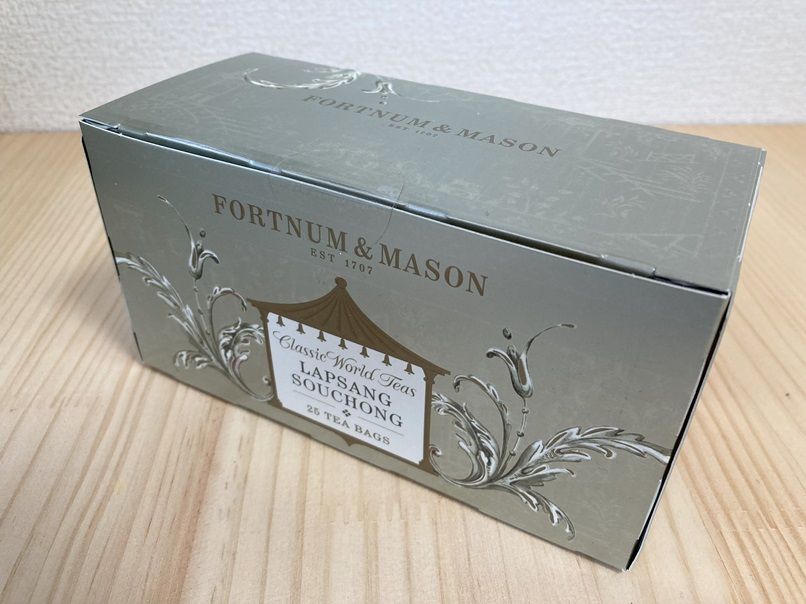 FORTNUM & MASON
EST 1707
FORTNUM & MASON
EST 1707
Classic World Teas
LAPSANG
SOUCHONG
25 TEA BAGS